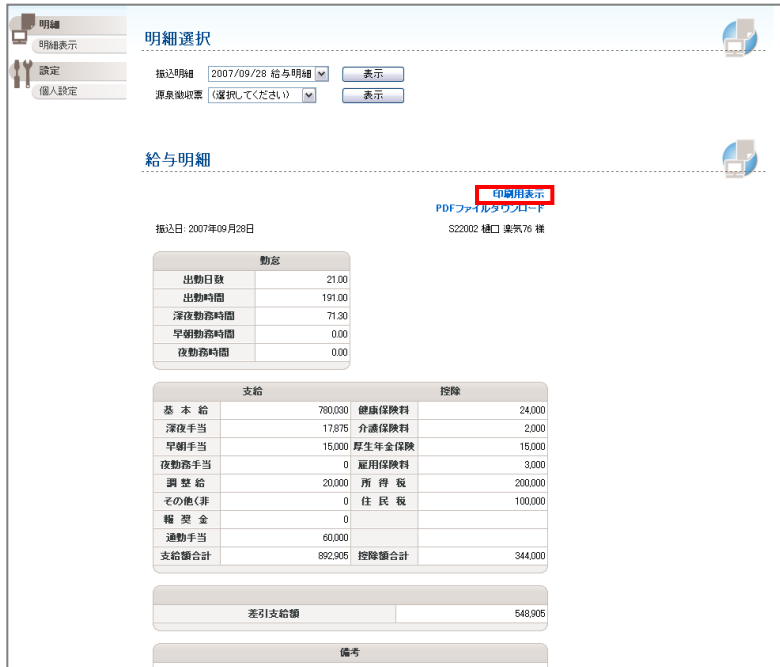 明細
明細表示
設定
個人設定
明細選択
振込明細 2007/09/28 給与明細 表示
源泉徴収票 (選択してください) 表示
給与明細
印刷用表示
PDFファイルダウンロード
振込日: 2007年09月28日 S22002 樋口 楽気76 様
勤怠
出勤日数 21.00
出勤時間 191.00
深夜勤務時間 71.30
早朝勤務時間 0.00
夜勤務時間 0.00
支給 控除
基 本 給 780,030 健康保険料 24,000
深夜手当 17,875 介護保険料 2,000
早朝手当 15,000 厚生年金保険 15,000
夜勤務手当 0 雇用保険料 3,000
調 整 給 20,000 所 得 税 200,000
その他(非 0 住 民 税 100,000
報 奨 金 0
通勤手当 60,000
支給額合計 892,905 控除額合計 344,000
差引支給額 548,905
備考